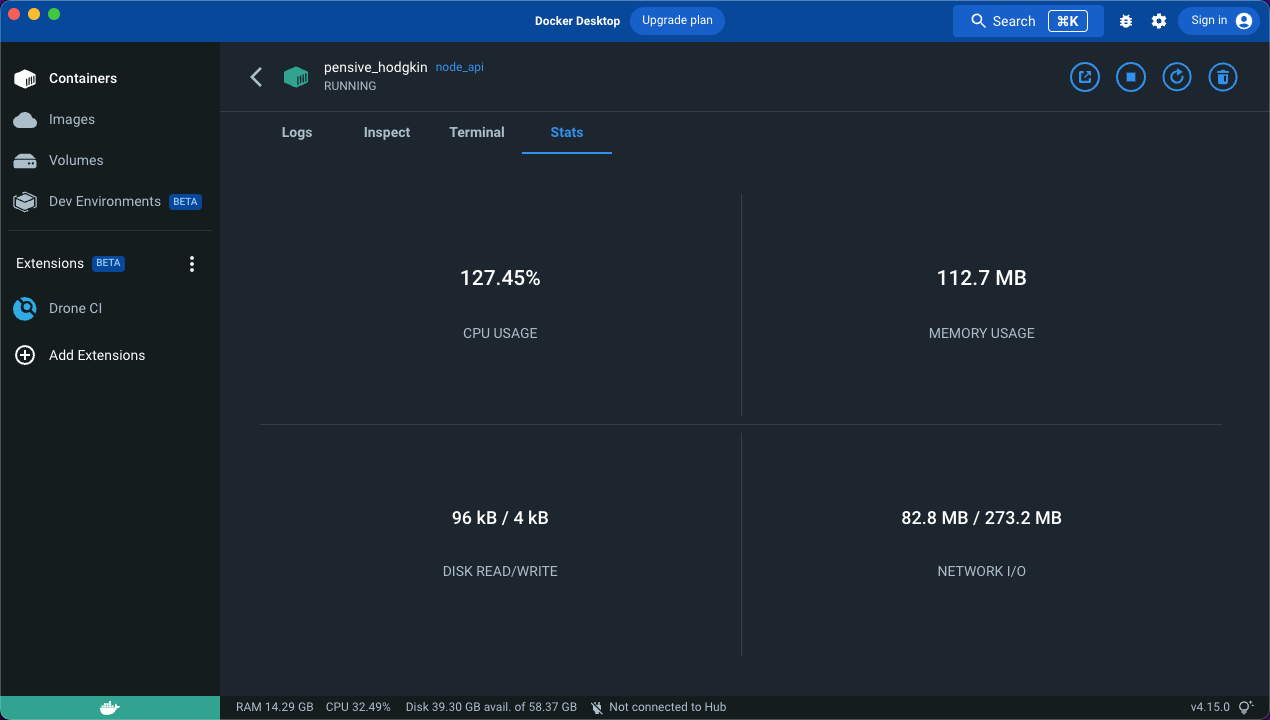 Docker Desktop Upgrade plan Search ⌘K Sign in
Containers
Images
Volumes
Dev Environments BETA
Extensions BETA
Drone CI
Add Extensions
pensive_hodgkin node_api
RUNNING
Logs Inspect Terminal Stats
127.45% 112.7 MB
CPU USAGE MEMORY USAGE
96 kB / 4 kB 82.8 MB / 273.2 MB
DISK READ/WRITE NETWORK I/O
RAM 14.29 GB CPU 32.49% Disk 39.30 GB avail. of 58.37 GB Not connected to Hub v4.15.0